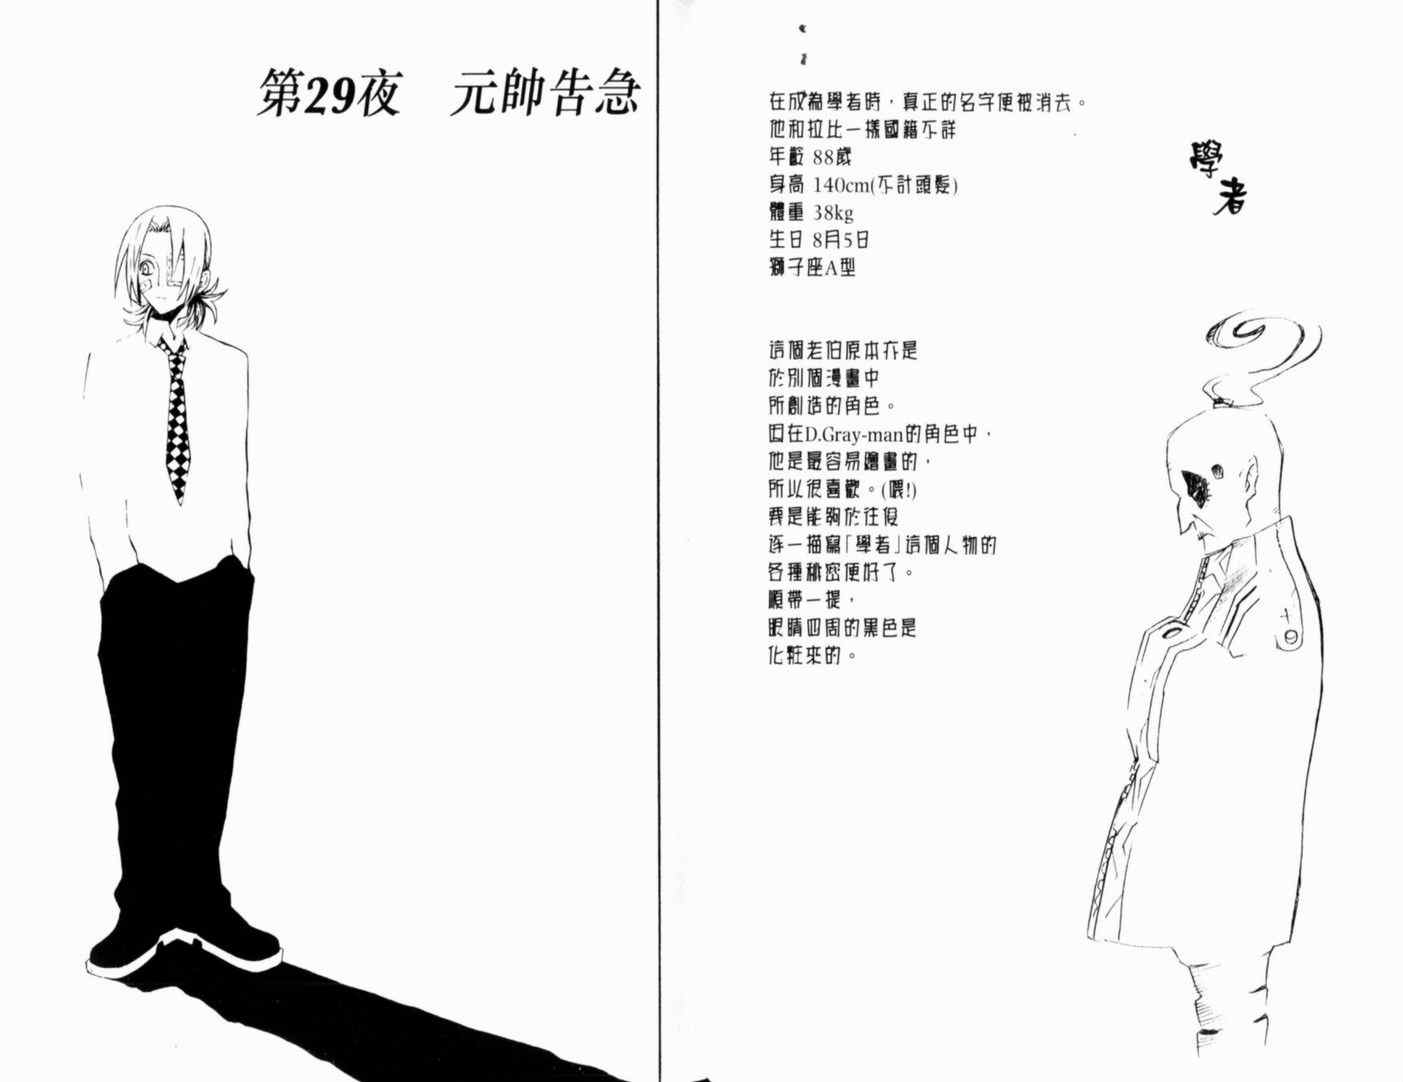 第29夜　元帥告急
學者
在成為學者時，真正的名字便被消去。
他和拉比一樣國籍不詳
年齡 88歲
身高 140cm(不計頭髮)
體重 38kg
生日 8月5日
獅子座A型
這個老伯原本亦是
於別個漫畫中
所創造的角色。
因在D.Gray-man的角色中，
他是最容易繪畫的，
所以很喜歡。(喂!)
要是能夠於往後
逐一描寫「學者」這個人物的
各種秘密便好了。
順帶一提，
眼睛四周的黑色是
化粧來的。